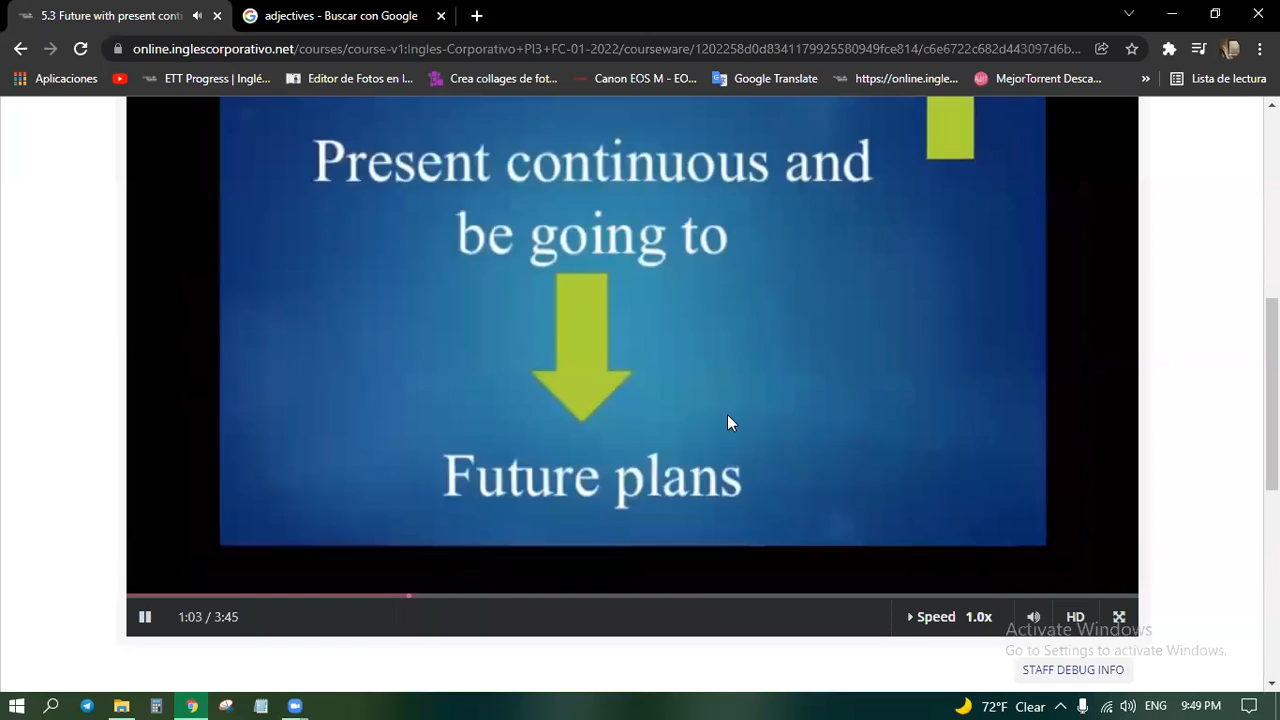 5.3 Future with present conti
adjectives - Buscar con Google
online.inglescorporativo.net/courses/course-v1:Ingles-Corporativo+PI3+FC-01-2022/courseware/1202258d0d8341179925580949fce814/c6e6722c682d443097d6b...
Aplicaciones
ETT Progress | Inglé...
Editor de Fotos en l...
Crea collages de fot...
Canon EOS M - EO...
Google Translate
https://online.ingle...
MejorTorrent Desca...
»
Lista de lectura
Present continuous and
be going to
Future plans
1:03 / 3:45
Speed 1.0x
HD
Activate Windows
Go to Settings to activate Windows.
STAFF DEBUG INFO
72°F Clear
ENG
9:49 PM